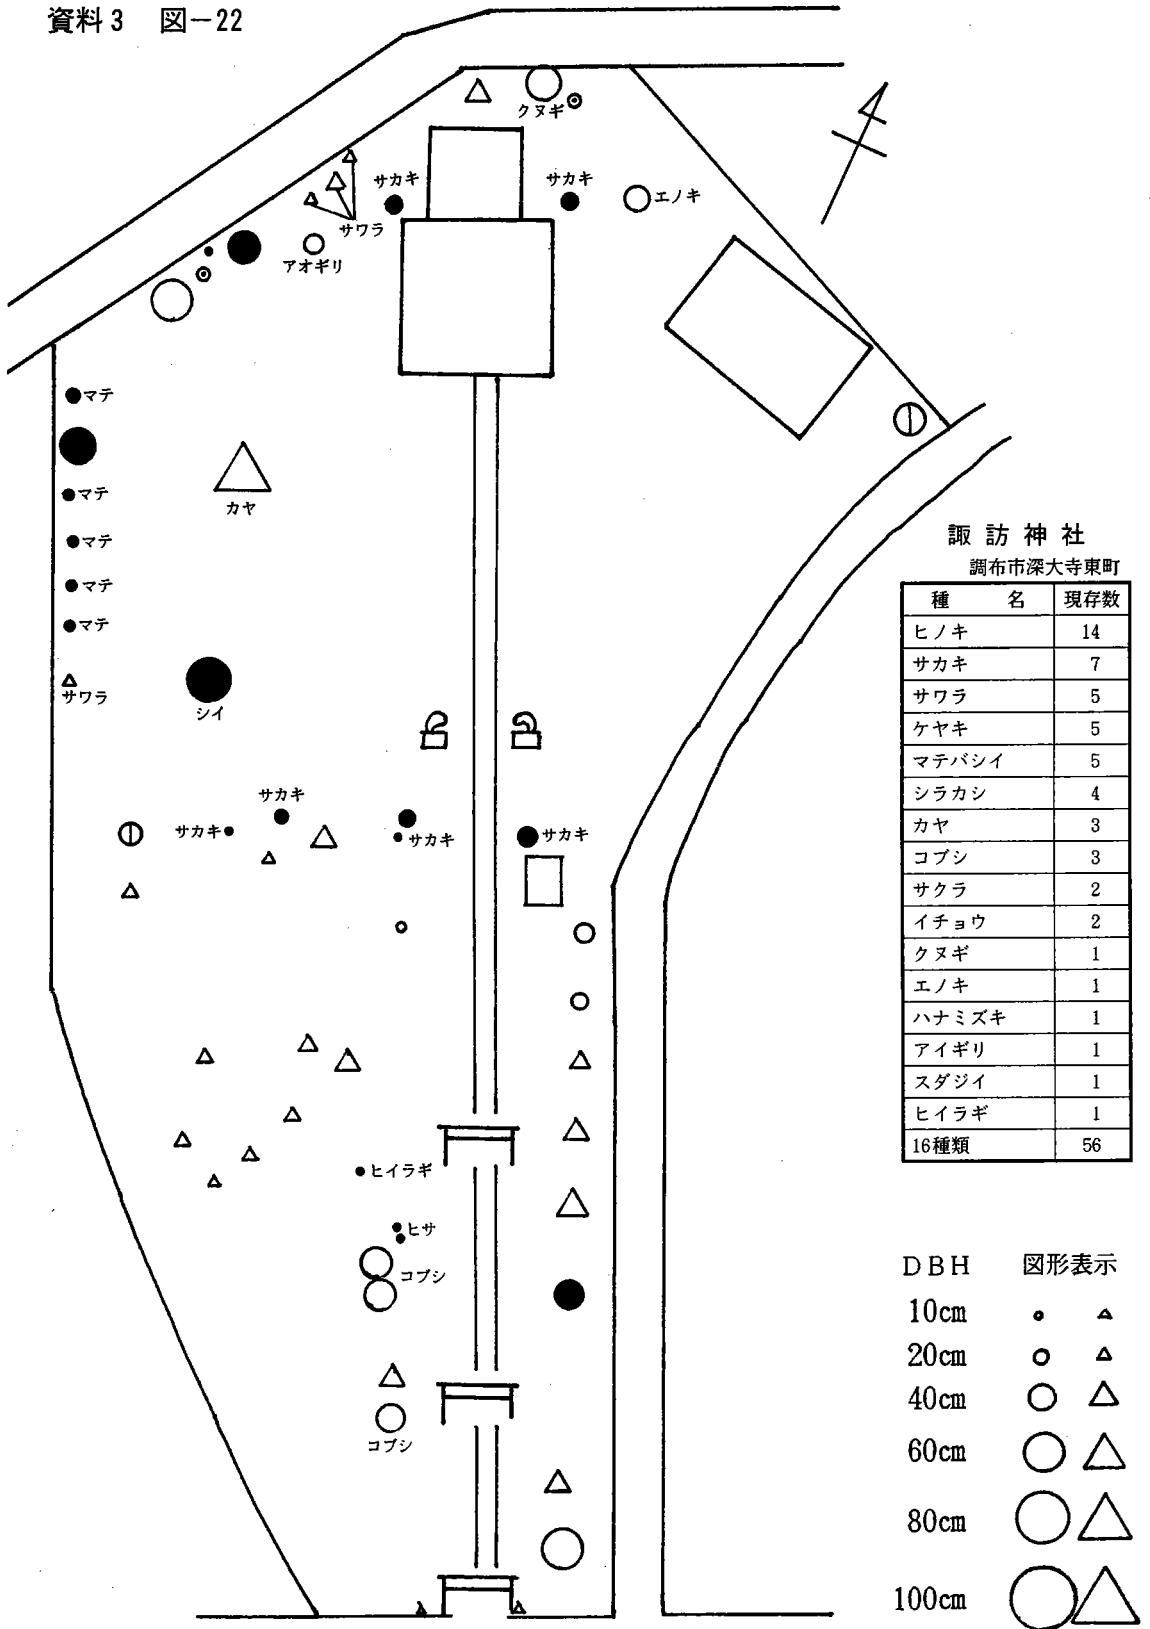 資料3 図－22
クヌギ
サカキ
サカキ
エノキ
サワラ
アオギリ
マテ
カヤ
マテ
マテ
マテ
マテ
サワラ
シイ
サカキ
サカキ
サカキ
サカキ
ヒイラギ
ヒサ
コブシ
コブシ
諏訪神社
調布市深大寺東町
種 名 現存数
ヒノキ 14
サカキ 7
サワラ 5
ケヤキ 5
マテバシイ 5
シラカシ 4
カヤ 3
コブシ 3
サクラ 2
イチョウ 2
クヌギ 1
エノキ 1
ハナミズキ 1
アイギリ 1
スダジイ 1
ヒイラギ 1
16種類 56
DBH 図形表示
10cm
20cm
40cm
60cm
80cm
100cm